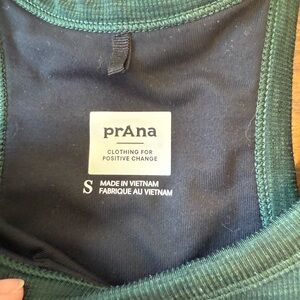 prAna
CLOTHING FOR
POSITIVE CHANGE
S MADE IN VIETNAM
FABRIQUÉ AU VIETNAM